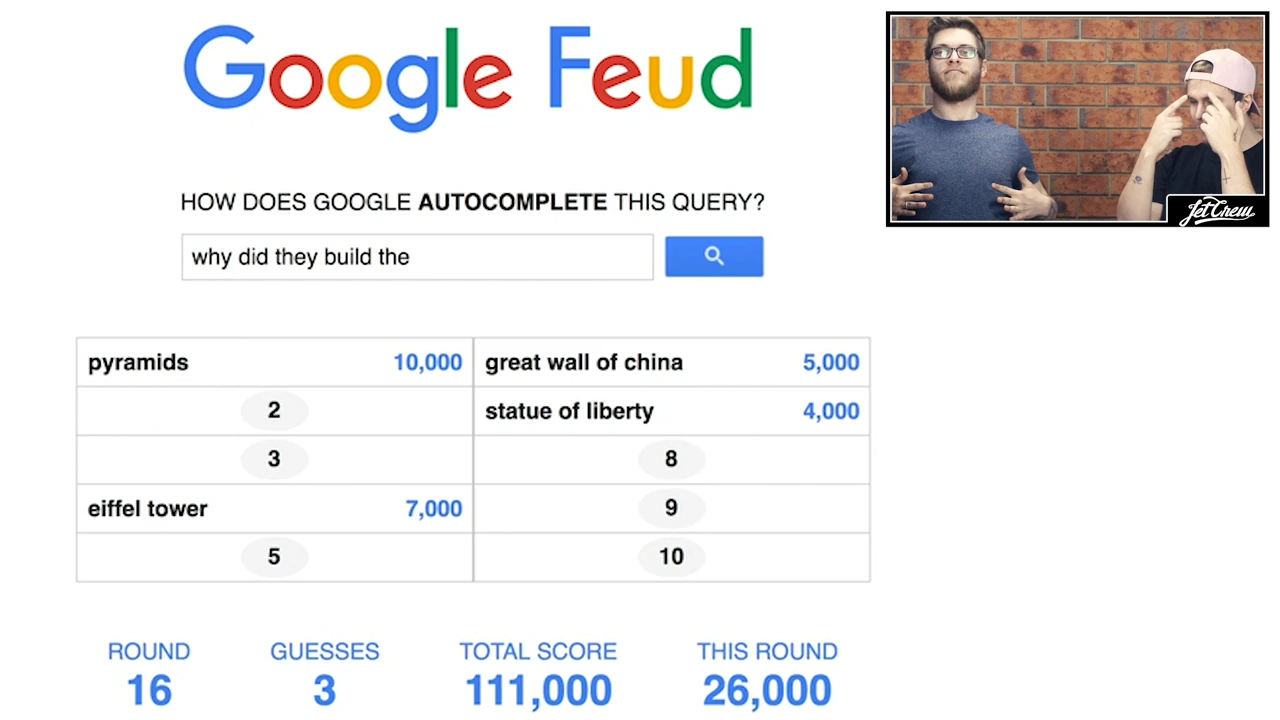 Google Feud
HOW DOES GOOGLE AUTOCOMPLETE THIS QUERY?
why did they build the
pyramids 10,000
2
3
eiffel tower 7,000
5
great wall of china 5,000
statue of liberty 4,000
8
9
10
ROUND
16
GUESSES
3
TOTAL SCORE
111,000
THIS ROUND
26,000
JetCrew